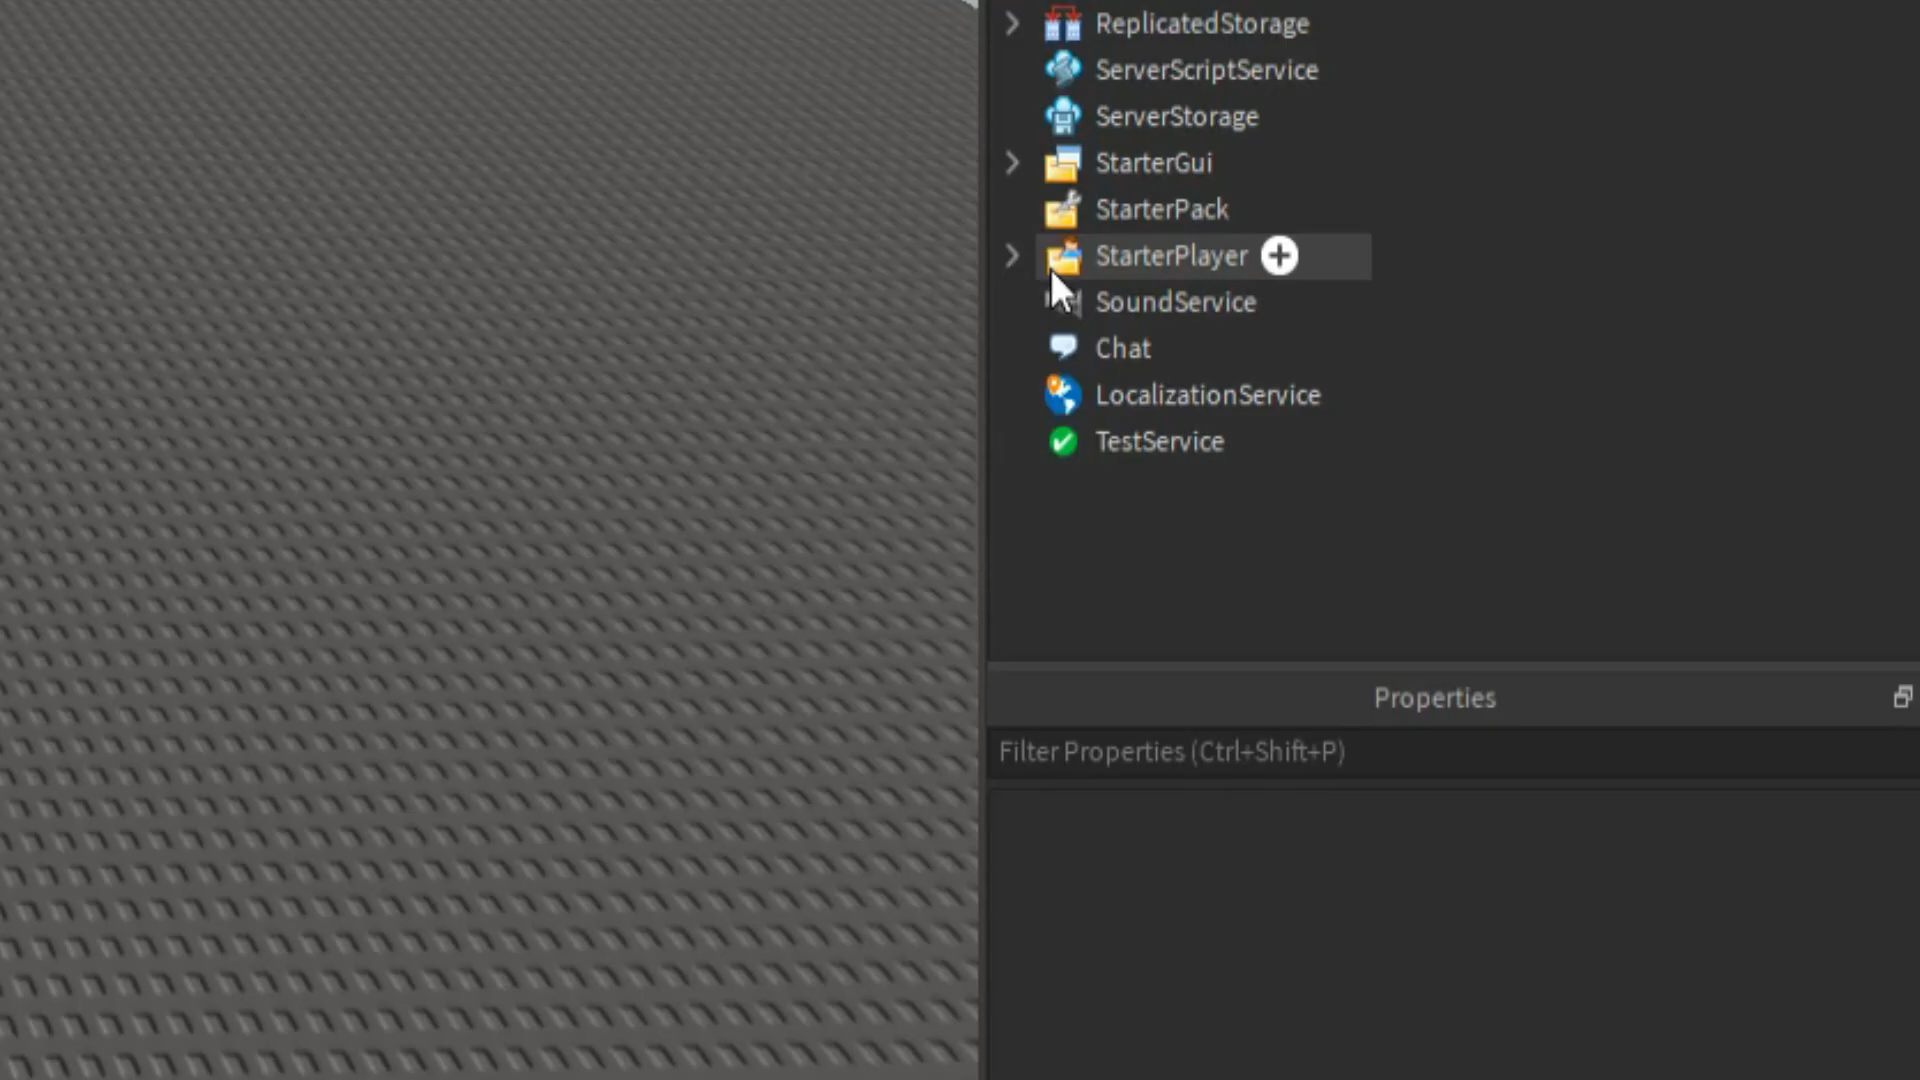 ReplicatedStorage
ServerScriptService
ServerStorage
StarterGui
StarterPack
StarterPlayer
SoundService
Chat
LocalizationService
TestService
Properties
Filter Properties (Ctrl+Shift+P)